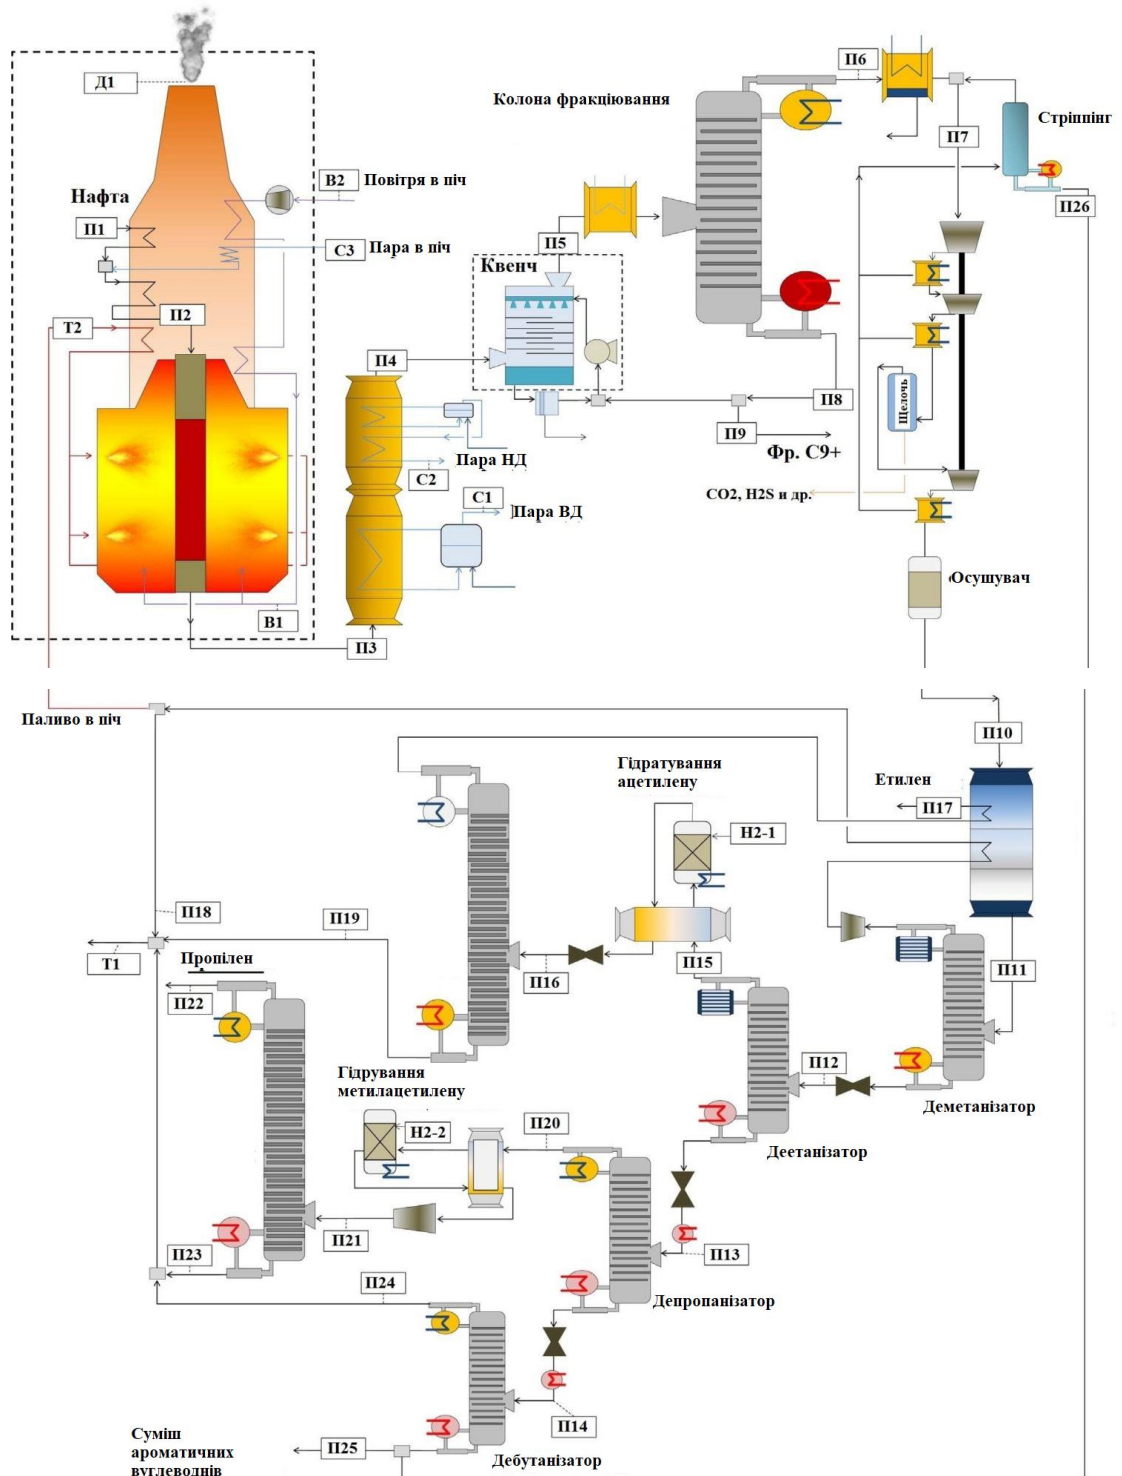 Д1
П6
Колона фракціювання
Стріппінг
П7
В2
Повітря в піч
Нафта
П26
П1
С3
Пара в піч
П5
Квенч
Т2
П2
П4
П8
Щелочь
П9
Фр. С9+
Пара НД
С2
С1
CO2, H2S и др.
Пара ВД
Осушувач
В1
П3
Паливо в піч
П10
Гідратування
ацетилену
Етилен
П17
Н2-1
П18
П19
П11
Т1
Пропілен
П15
П16
П22
П12
Гідрування
метилацетилену
Деметанізатор
Н2-2
П20
Деетанізатор
П21
П13
П23
П24
Депропанізатор
П14
Суміш
ароматичних
вуглеводнів
П25
Дебутанізатор